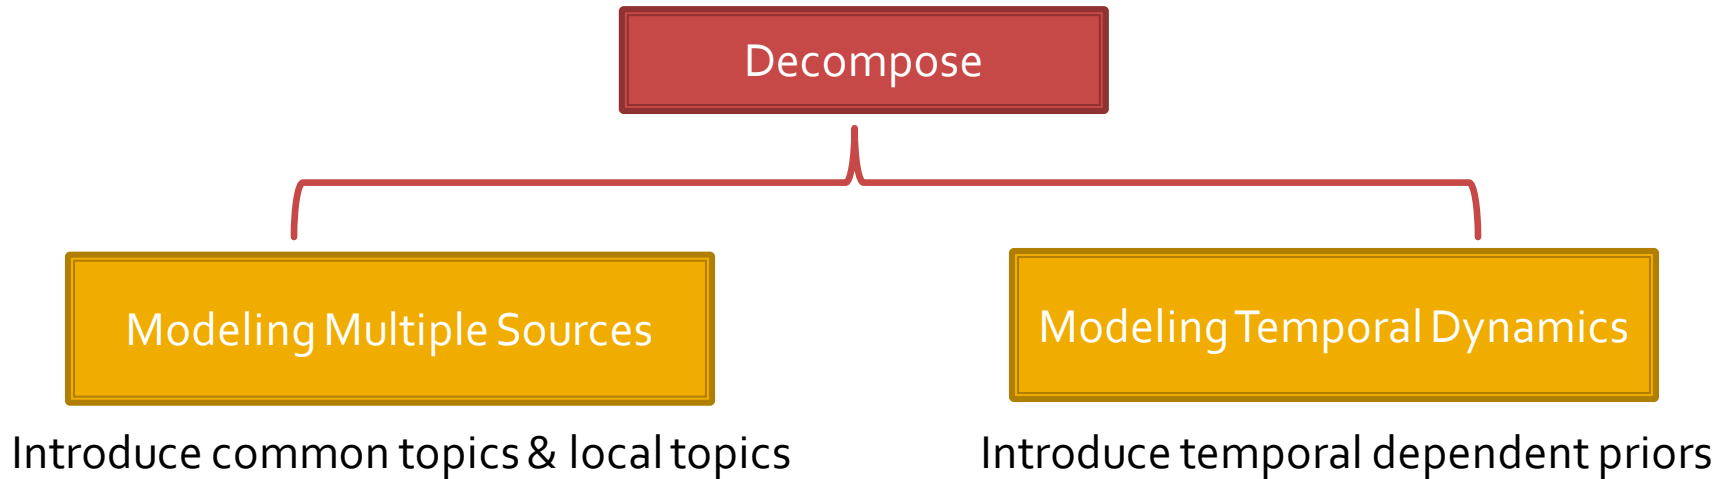 Decompose
Modeling Multiple Sources
Modeling Temporal Dynamics
Introduce common topics & local topics
Introduce temporal dependent priors